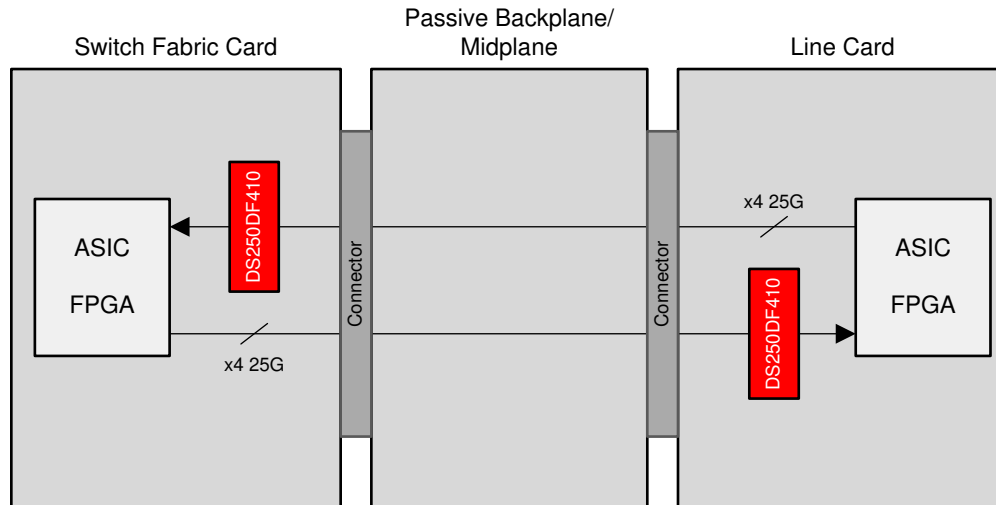 Passive Backplane/
Midplane
Switch Fabric Card
Line Card
DS250DF410
ASIC
FPGA
x4 25G
Connector
Connector
x4 25G
DS250DF410
ASIC
FPGA